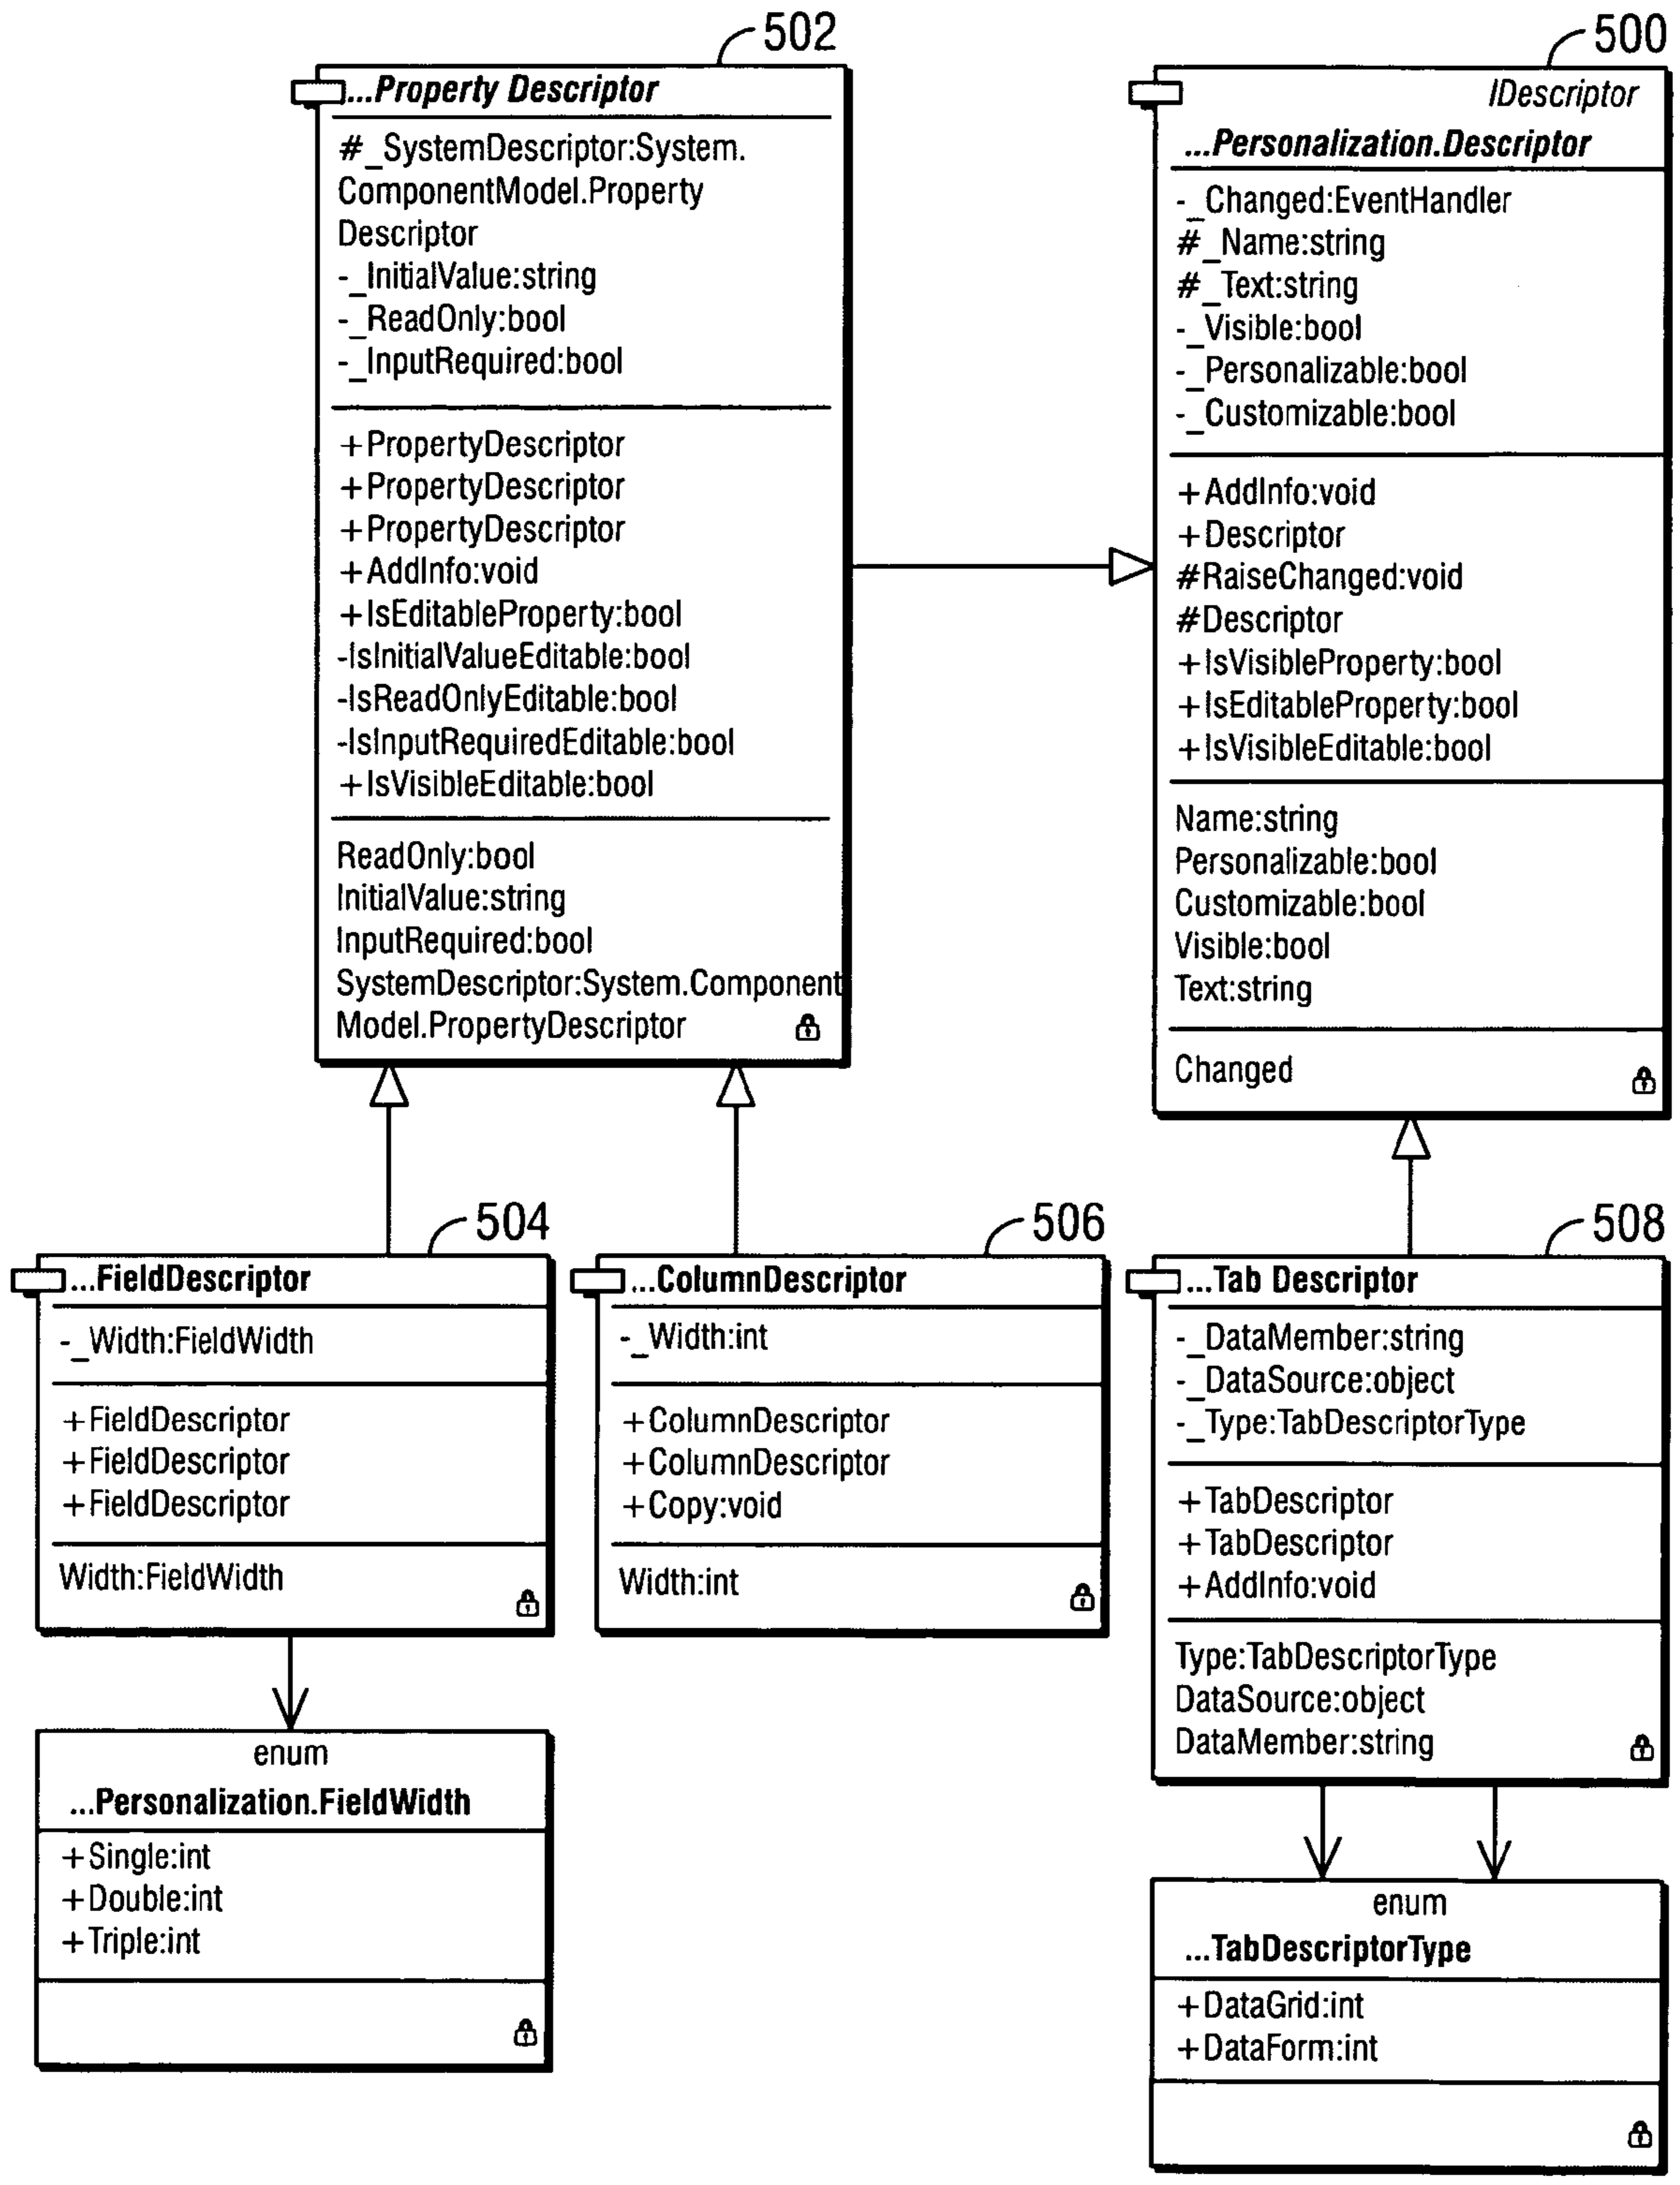 502
...Property Descriptor
#_SystemDescriptor:System.
ComponentModel.Property
Descriptor
-_InitialValue:string
-_ReadOnly:bool
-_InputRequired:bool
+PropertyDescriptor
+PropertyDescriptor
+PropertyDescriptor
+AddInfo:void
+IsEditableProperty:bool
-IsInitialValueEditable:bool
-IsReadOnlyEditable:bool
-IsInputRequiredEditable:bool
+IsVisibleEditable:bool
ReadOnly:bool
InitialValue:string
InputRequired:bool
SystemDescriptor:System.Component
Model.PropertyDescriptor
500
IDescriptor
...Personalization.Descriptor
-_Changed:EventHandler
#_Name:string
#_Text:string
-_Visible:bool
-_Personalizable:bool
-_Customizable:bool
+AddInfo:void
+Descriptor
#RaiseChanged:void
#Descriptor
+IsVisibleProperty:bool
+IsEditableProperty:bool
+IsVisibleEditable:bool
Name:string
Personalizable:bool
Customizable:bool
Visible:bool
Text:string
Changed
504
...FieldDescriptor
-_Width:FieldWidth
+FieldDescriptor
+FieldDescriptor
+FieldDescriptor
Width:FieldWidth
506
...ColumnDescriptor
-_Width:int
+ColumnDescriptor
+ColumnDescriptor
+Copy:void
Width:int
508
...Tab Descriptor
-_DataMember:string
-_DataSource:object
-_Type:TabDescriptorType
+TabDescriptor
+TabDescriptor
+AddInfo:void
Type:TabDescriptorType
DataSource:object
DataMember:string
enum
...Personalization.FieldWidth
+Single:int
+Double:int
+Triple:int
enum
...TabDescriptorType
+DataGrid:int
+DataForm:int